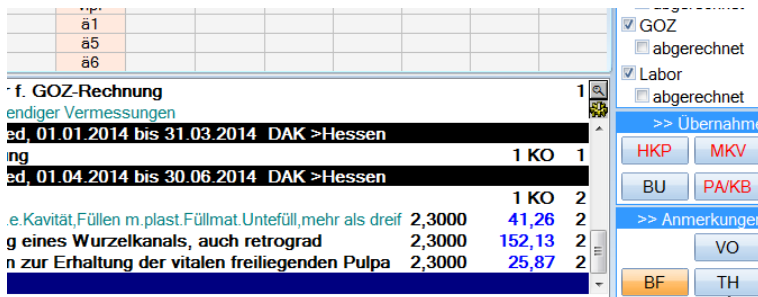 ä1
ä5
ä6
r f. GOZ-Rechnung 1
endiger Vermessungen
ed, 01.01.2014 bis 31.03.2014 DAK >Hessen
ng 1 KO 1
ed, 01.04.2014 bis 30.06.2014 DAK >Hessen
1 KO 2
.e.Kavität,Füllen m.plast.Füllmat.Unterfüll,mehr als dreif 2,3000 41,26 2
g eines Wurzelkanals, auch retrograd 2,3000 152,13 2
n zur Erhaltung der vitalen freiliegenden Pulpa 2,3000 25,87 2
GOZ
abgerechnet
Labor
abgerechnet
>> Übernahme
HKP MKV
BU PA/KB
>> Anmerkungen
VO
BF TH